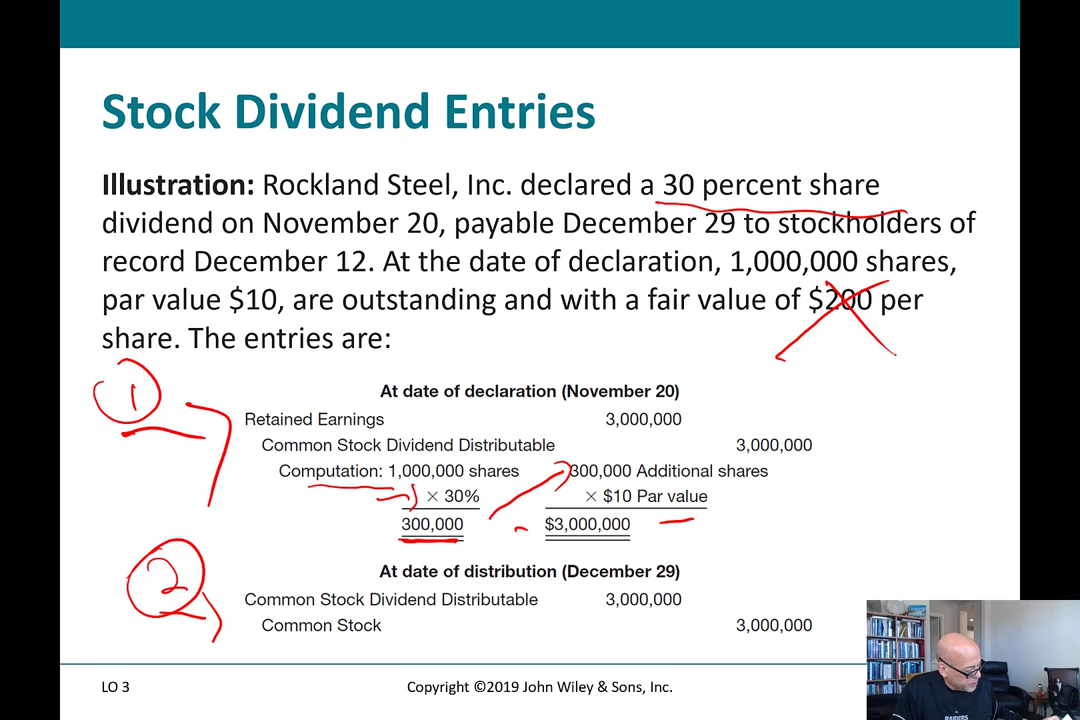 Stock Dividend Entries
Illustration: Rockland Steel, Inc. declared a 30 percent share
dividend on November 20, payable December 29 to stockholders of
record December 12. At the date of declaration, 1,000,000 shares,
par value $10, are outstanding and with a fair value of $200 per
share. The entries are:
1
At date of declaration (November 20)
Retained Earnings 3,000,000
Common Stock Dividend Distributable 3,000,000
Computation: 1,000,000 shares 300,000 Additional shares
× 30% × $10 Par value
300,000 $3,000,000
2
At date of distribution (December 29)
Common Stock Dividend Distributable 3,000,000
Common Stock 3,000,000
LO 3 Copyright ©2019 John Wiley & Sons, Inc.
RAIDERS